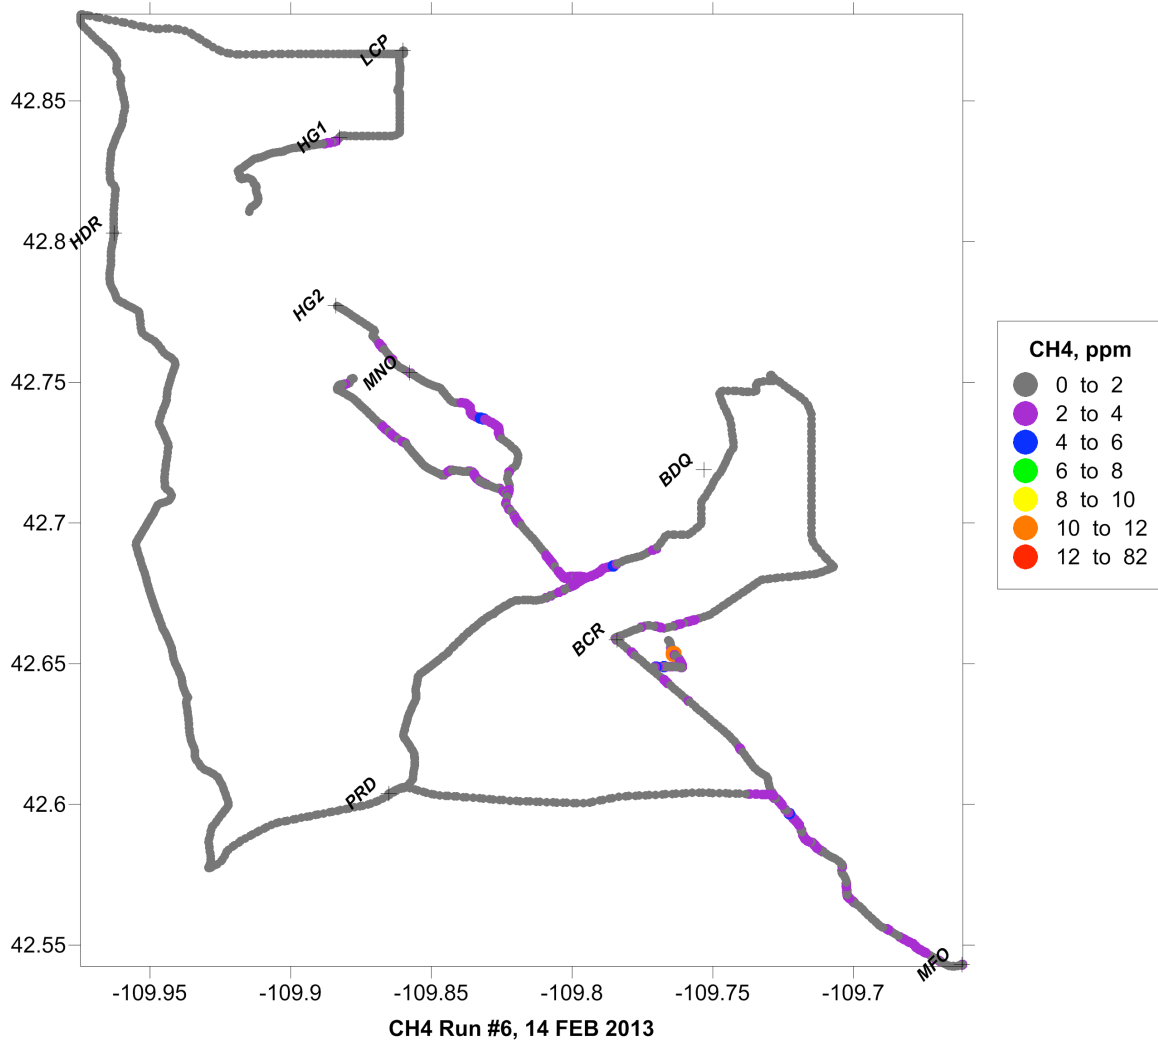 LCP
42.85
HG1
HDR
42.8
HG2
CH4, ppm
0 to 2
MNO
42.75
2 to 4
4 to 6
BDQ
6 to 8
8 to 10
42.7
10 to 12
12 to 82
BCR
42.65
PRD
42.6
42.55
MFO
-109.95 -109.9 -109.85 -109.8 -109.75 -109.7
CH4 Run #6, 14 FEB 2013